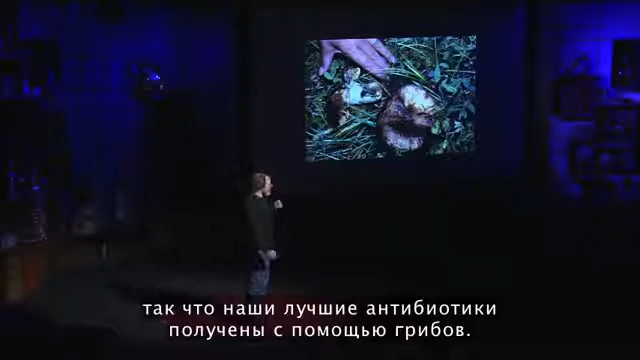 так что наши лучшие антибиотики
получены с помощью грибов.